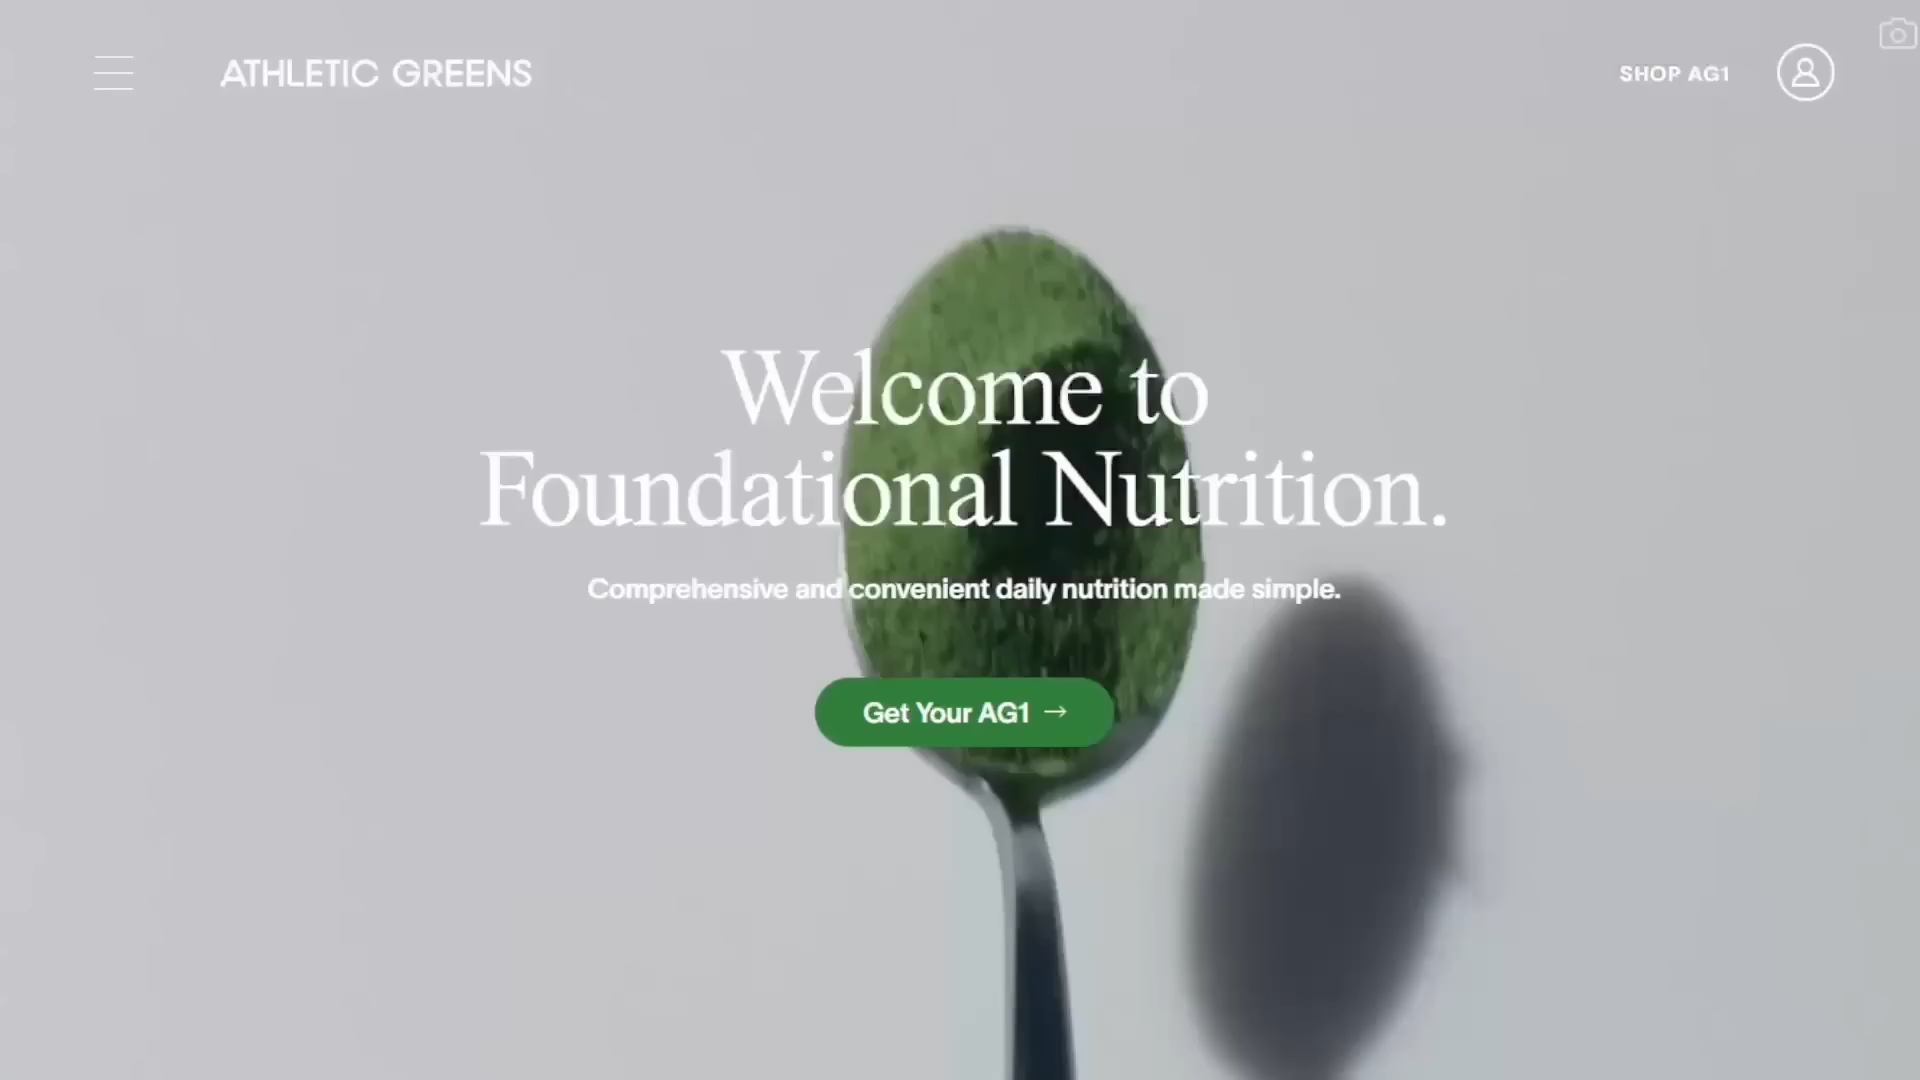 ATHLETIC GREENS
SHOP AG1
Welcome to
Foundational Nutrition.
Comprehensive and convenient daily nutrition made simple.
Get Your AG1 →